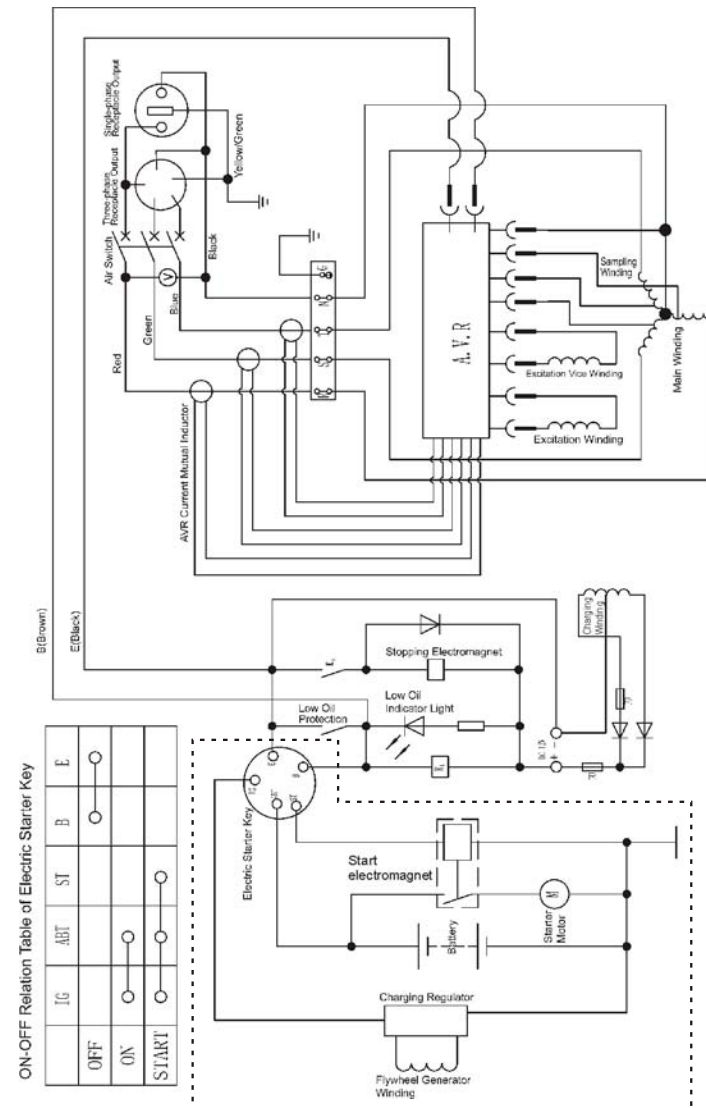 Single-phase
Receptacle Output
Three-phase
Receptacle Output
Air Switch
Yellow/Green
Black
V
Blue
Green
Red
G
N
AVR Current Mutual Inductor
A.V.R
Sampling
Winding
Main Winding
Excitation Vice Winding
Excitation Winding
B(Brown)
E(Black)
Charging
Winding
Stopping Electromagnet
Low Oil
Protection
Low Oil
Indicator Light
E
B
IG
ST
Electric Starter Key
Start
electromagnet
Battery
M
Starter
Motor
Charging Regulator
Flywheel Generator
Winding
ON-OFF Relation Table of Electric Starter Key
IG ABT ST B E
OFF
ON
START